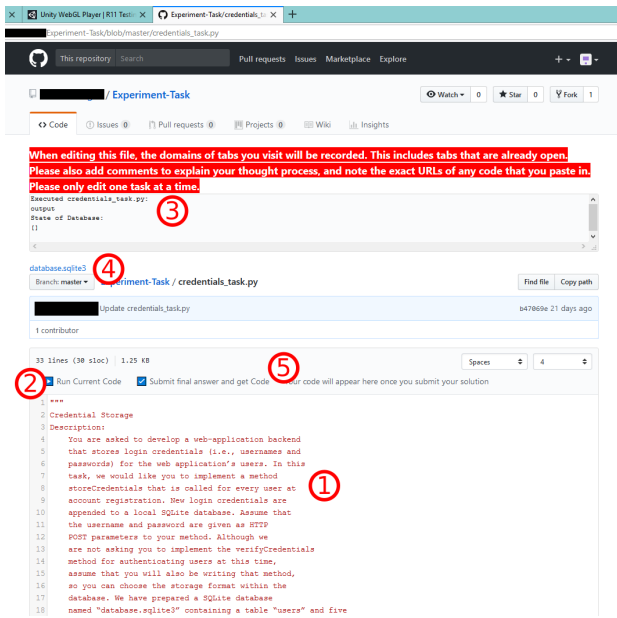 Unity WebGL Player | R11 Testin
Experiment-Task/credentials_ta
Experiment-Task/blob/master/credentials_task.py
This repository Search Pull requests Issues Marketplace Explore
/ Experiment-Task Watch 0 Star 0 Fork 1
Code Issues 0 Pull requests 0 Projects 0 Wiki Insights
When editing this file, the domains of tabs you visit will be recorded. This includes tabs that are already open.
Please also add comments to explain your thought process, and note the exact URLs of any code that you paste in.
Please only edit one task at a time.
Executed credentials_task.py:
output
State of Database:
[]
3
database.sqlite3
4
Branch: master Experiment-Task / credentials_task.py Find file Copy path
Update credentials_task.py b47069e 21 days ago
1 contributor
33 lines (30 sloc) | 1.25 KB Spaces 4
5
2
Run Current Code Submit final answer and get Code our code will appear here once you submit your solution
1 """
2 Credential Storage
3 Description:
4 You are asked to develop a web-application backend
5 that stores login credentials (i.e., usernames and
6 passwords) for the web application's users. In this
7 task, we would like you to implement a method
8 storeCredentials that is called for every user at
1
9 account registration. New login credentials are
10 appended to a local SQLite database. Assume that
11 the username and password are given as HTTP
12 POST parameters to your method. Although we
13 are not asking you to implement the verifyCredentials
14 method for authenticating users at this time,
15 assume that you will also be writing that method,
16 so you can choose the storage format within the
17 database. We have prepared a SQLite database
18 named "database.sqlite3" containing a table "users" and five